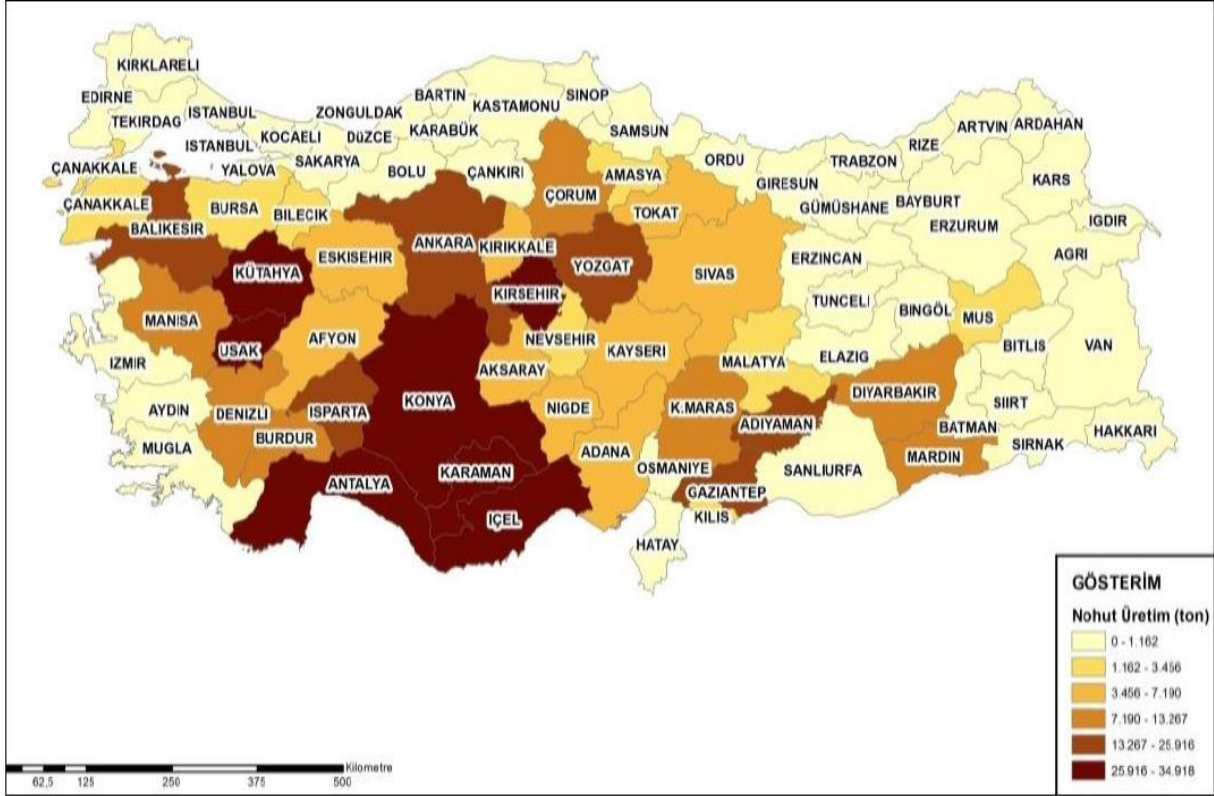 KIRKLARELI
EDIRNE
TEKIRDAG
ISTANBUL
ISTANBUL
KOCAELI
YALOVA
SAKARYA
DüZCE
ZONGULDAK
BARTIN
KARABÜK
KASTAMONU
SINOP
BOLU
ÇANKIRI
SAMSUN
ORDU
GIRESUN
TRABZON
RIZE
ARTVIN
ARDAHAN
KARS
IGDIR
AGRI
GÜMÜSHANE
BAYBURT
ERZURUM
ERZINCAN
TUNCELI
BINGÖL
MUS
BITLIS
VAN
ÇANAKKALE
ÇANAKKALE
BALIKESIR
BURSA
BILECIK
ESKISEHIR
ANKARA
KIRIKKALE
ÇORUM
AMASYA
TOKAT
YOZGAT
SIVAS
KÜTAHYA
KIRSEHIR
MANISA
USAK
AFYON
NEVSEHIR
AKSARAY
KAYSERI
MALATYA
ELAZIG
IZMIR
AYDIN
DENIZLI
ISPARTA
KONYA
NIGDE
K.MARAS
ADIYAMAN
DIYARBAKIR
BATMAN
SIIRT
SIRNAK
HAKKARI
MARDIN
MUGLA
BURDUR
ANTALYA
KARAMAN
IÇEL
ADANA
OSMANIYE
GAZIANTEP
SANLIURFA
KILIS
HATAY
GÖSTERİM
Nohut Üretim (ton)
0 - 1.162
1.162 - 3.456
3.456 - 7.190
7.190 - 13.267
13.267 - 25.916
25.916 - 34.918
Kilometre
62,5 125 250 375 500